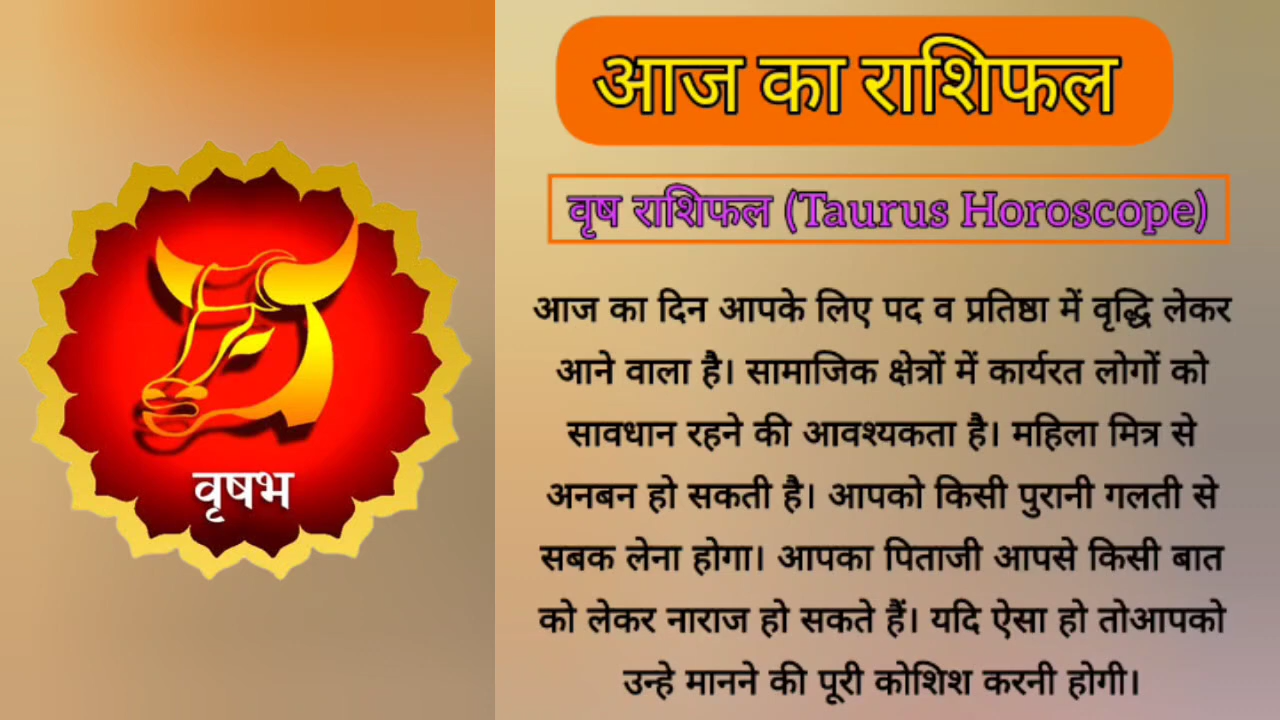 आज का राशिफल
वृष राशिफल (Taurus Horoscope)
आज का दिन आपके लिए पद व प्रतिष्ठा में वृद्धि लेकर
आने वाला है। सामाजिक क्षेत्रों में कार्यरत लोगों को
सावधान रहने की आवश्यकता है। महिला मित्र से
अनबन हो सकती है। आपको किसी पुरानी गलती से
सबक लेना होगा। आपका पिताजी आपसे किसी बात
को लेकर नाराज हो सकते हैं। यदि ऐसा हो तोआपको
उन्हे मानने की पूरी कोशिश करनी होगी।
वृषभ